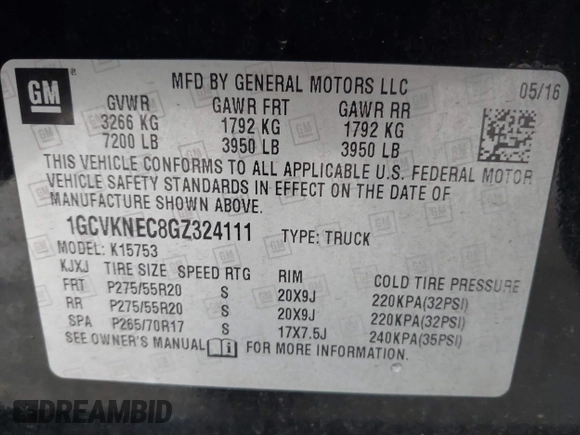 GM
MFD BY GENERAL MOTORS LLC 05/16
GVWR GAWR FRT GAWR RR
3266 KG 1792 KG 1792 KG
7200 LB 3950 LB 3950 LB
THIS VEHICLE CONFORMS TO ALL APPLICABLE U.S. FEDERAL MOTOR
VEHICLE SAFETY STANDARDS IN EFFECT ON THE DATE OF
MANUFACTURE SHOWN ABOVE.
1GCVKNEC8GZ324111 TYPE: TRUCK
MODEL: K15753
KJXJ TIRE SIZE SPEED RTG RIM COLD TIRE PRESSURE
FRT P275/55R20 S 20X9J 220KPA(32PSI)
RR P275/55R20 S 20X9J 220KPA(32PSI)
SPA P265/70R17 S 17X7.5J 240KPA(35PSI)
SEE OWNER'S MANUAL FOR MORE INFORMATION.
DREAMBID